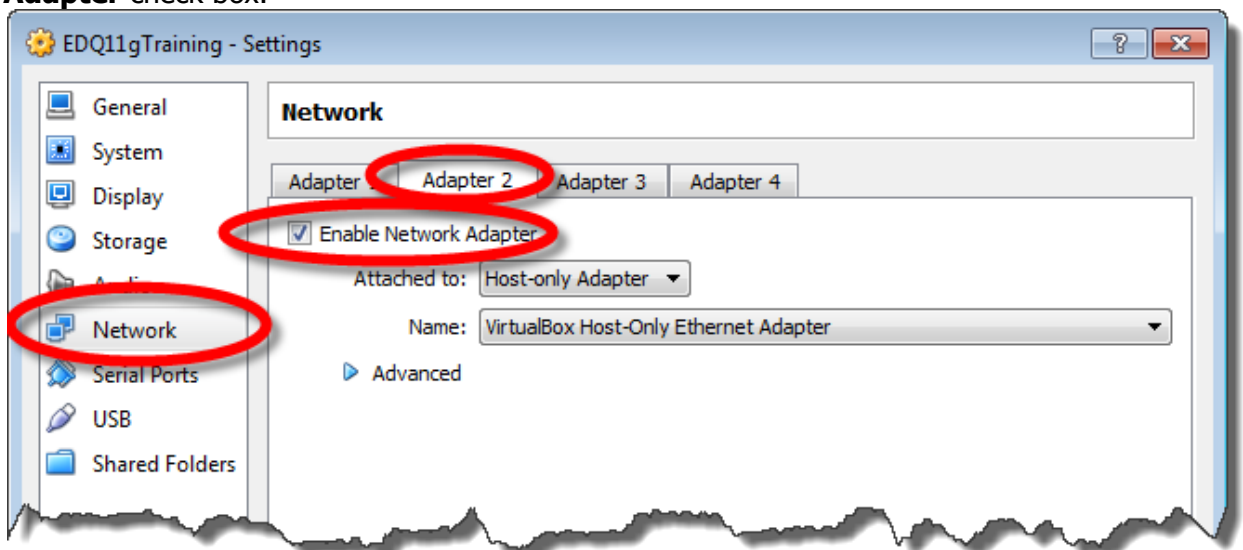 Adapter check box.
EDQ11gTraining - Settings
?
General
System
Display
Storage
Network
Serial Ports
USB
Shared Folders
Network
Adapter
Adapter 2
Adapter 3
Adapter 4
Enable Network Adapter
Attached to: Host-only Adapter
Name: VirtualBox Host-Only Ethernet Adapter
Advanced